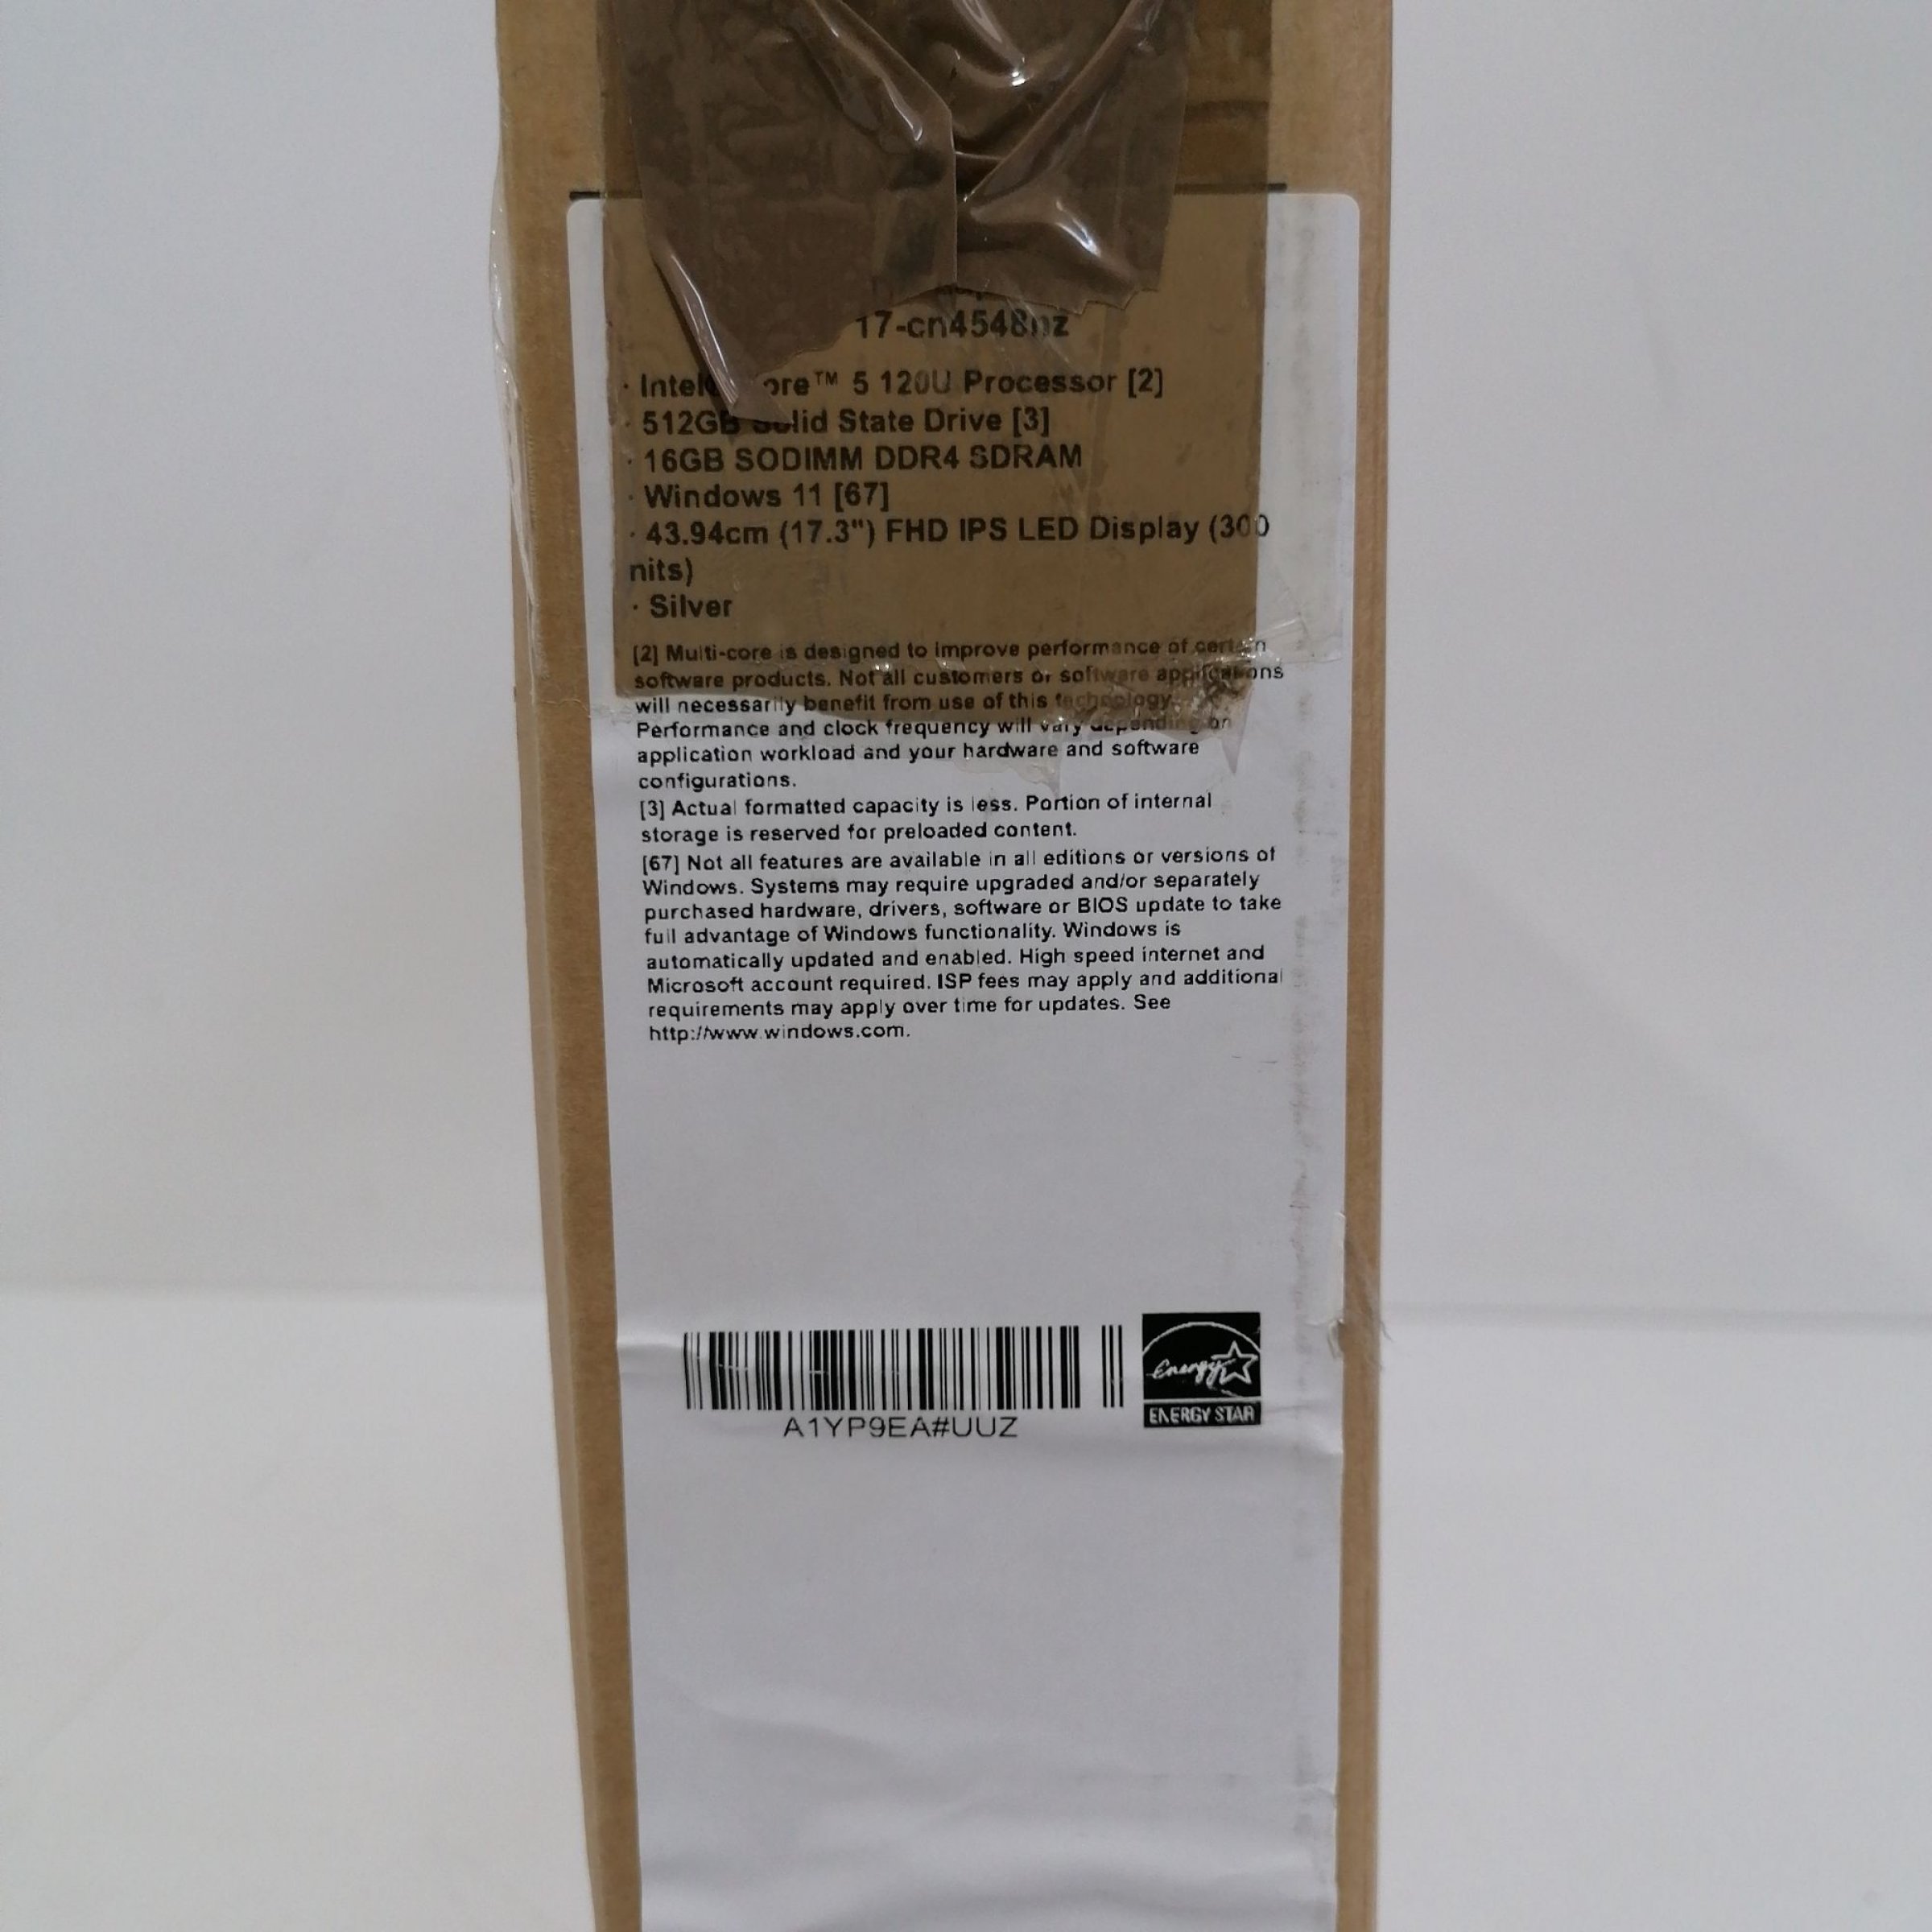 17-cn4548nz
· Intel ™ 5 120U Processor [2]
· 512GB Solid State Drive [3]
· 16GB SODIMM DDR4 SDRAM
· Windows 11 [67]
· 43.94cm (17.3") FHD IPS LED Display (300
nits)
· Silver
[2] Multi-core is designed to improve performance of certain
software products. Not all customers or software applications
will necessarily benefit from use of this technology.
Performance and clock frequency will vary depending on
application workload and your hardware and software
configurations.
[3] Actual formatted capacity is less. Portion of internal
storage is reserved for preloaded content.
[67] Not all features are available in all editions or versions of
Windows. Systems may require upgraded and/or separately
purchased hardware, drivers, software or BIOS update to take
full advantage of Windows functionality. Windows is
automatically updated and enabled. High speed internet and
Microsoft account required. ISP fees may apply and additional
requirements may apply over time for updates. See
http://www.windows.com.
energy
ENERGY STAR
A1YP9EA#UUZ